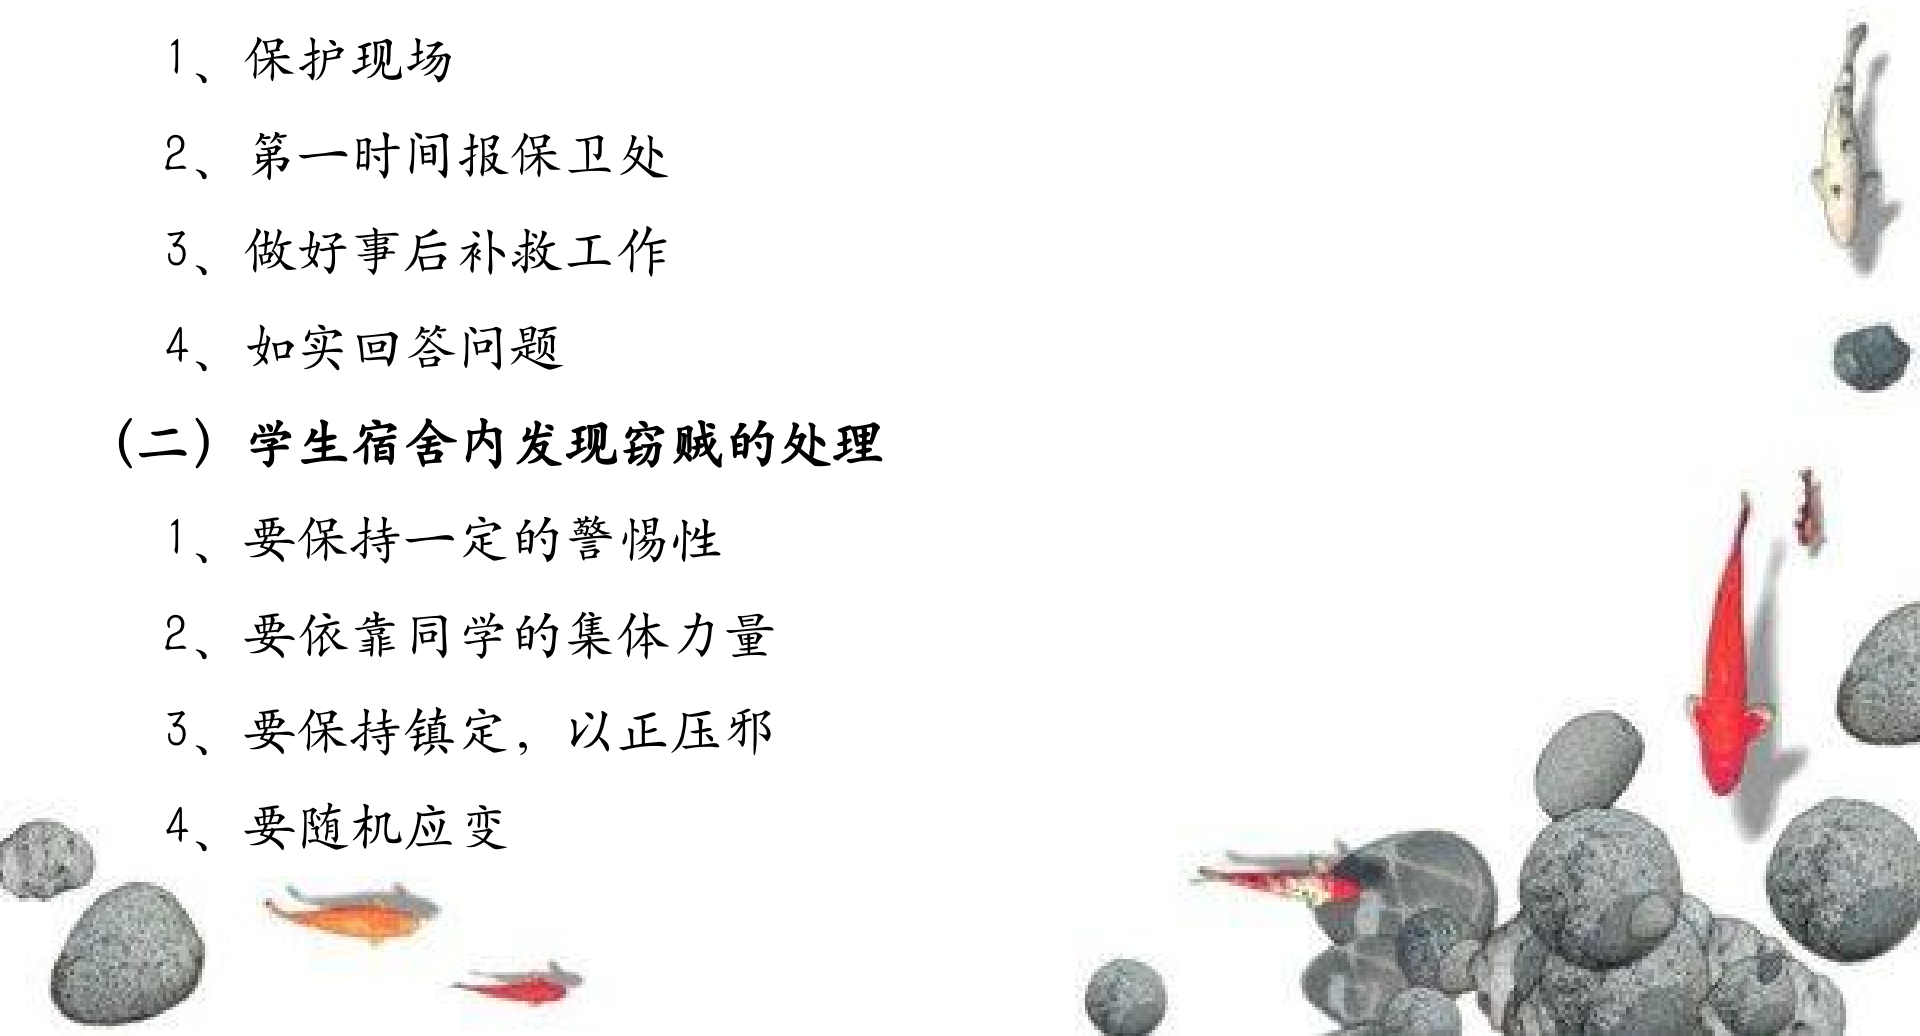 1、保护现场
2、第一时间报保卫处
3、做好事后补救工作
4、如实回答问题
（二）学生宿舍内发现窃贼的处理
1、要保持一定的警惕性
2、要依靠同学的集体力量
3、要保持镇定，以正压邪
4、要随机应变